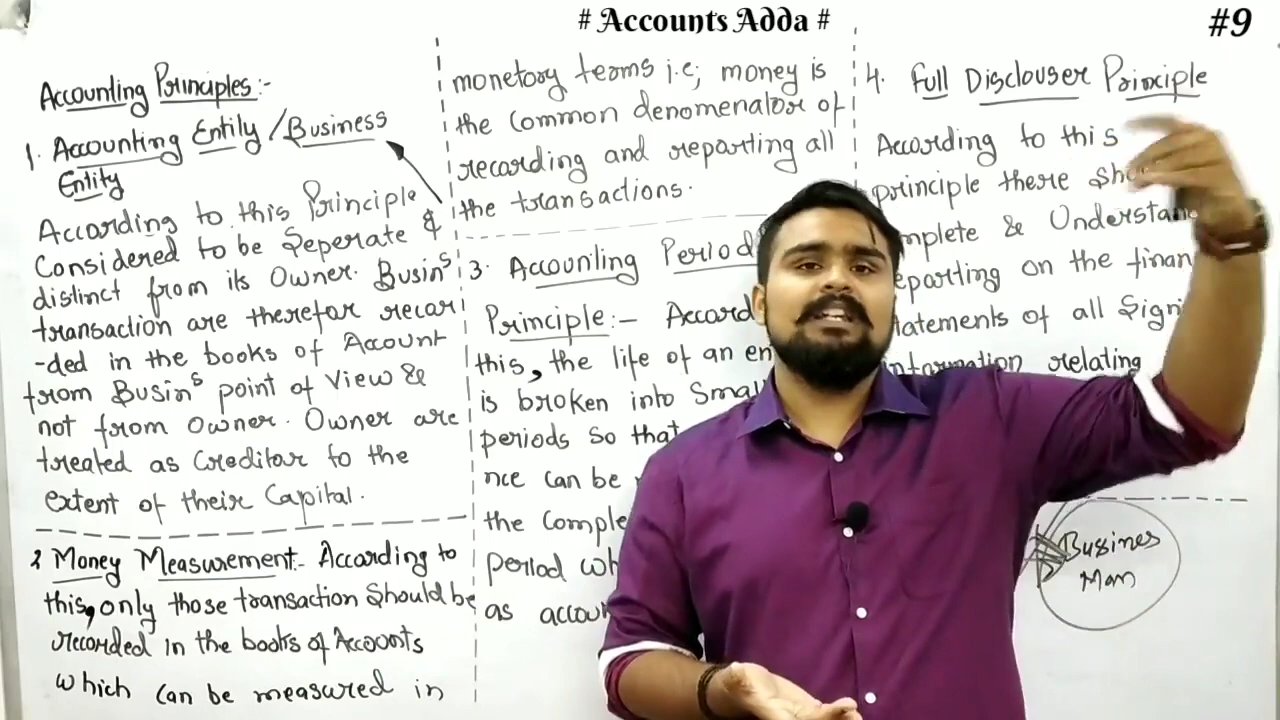 # Accounts Adda #
#9
Accounting Principles:-
1. Accounting Entity / Business
Entity
According to this Principle
Considered to be Seperate &
distinct from its Owner. Busins
transaction are therefor recor
-ded in the books of Account
from Busins point of View &
not from Owner. Owner are
treated as Creditor to the
extent of their Capital.
2 Money Measurement:- According to
this, only those transaction Should be
recorded in the books of Accounts
which can be measured in
monetory terms i.e; money is
the common denomenator of
recarding and reporting all
the transactions.
3. Accounting Period
Principle:- Accord
this, the life of an en
is broken into Smal
periods so that
nce can be
the Comple
period wh
as accoun
4. Full Disclouser Principle
According to this
principle there Sho
mplete & Understan
eporting on the finan
tatements of all Sign
information relating
Busines
Man